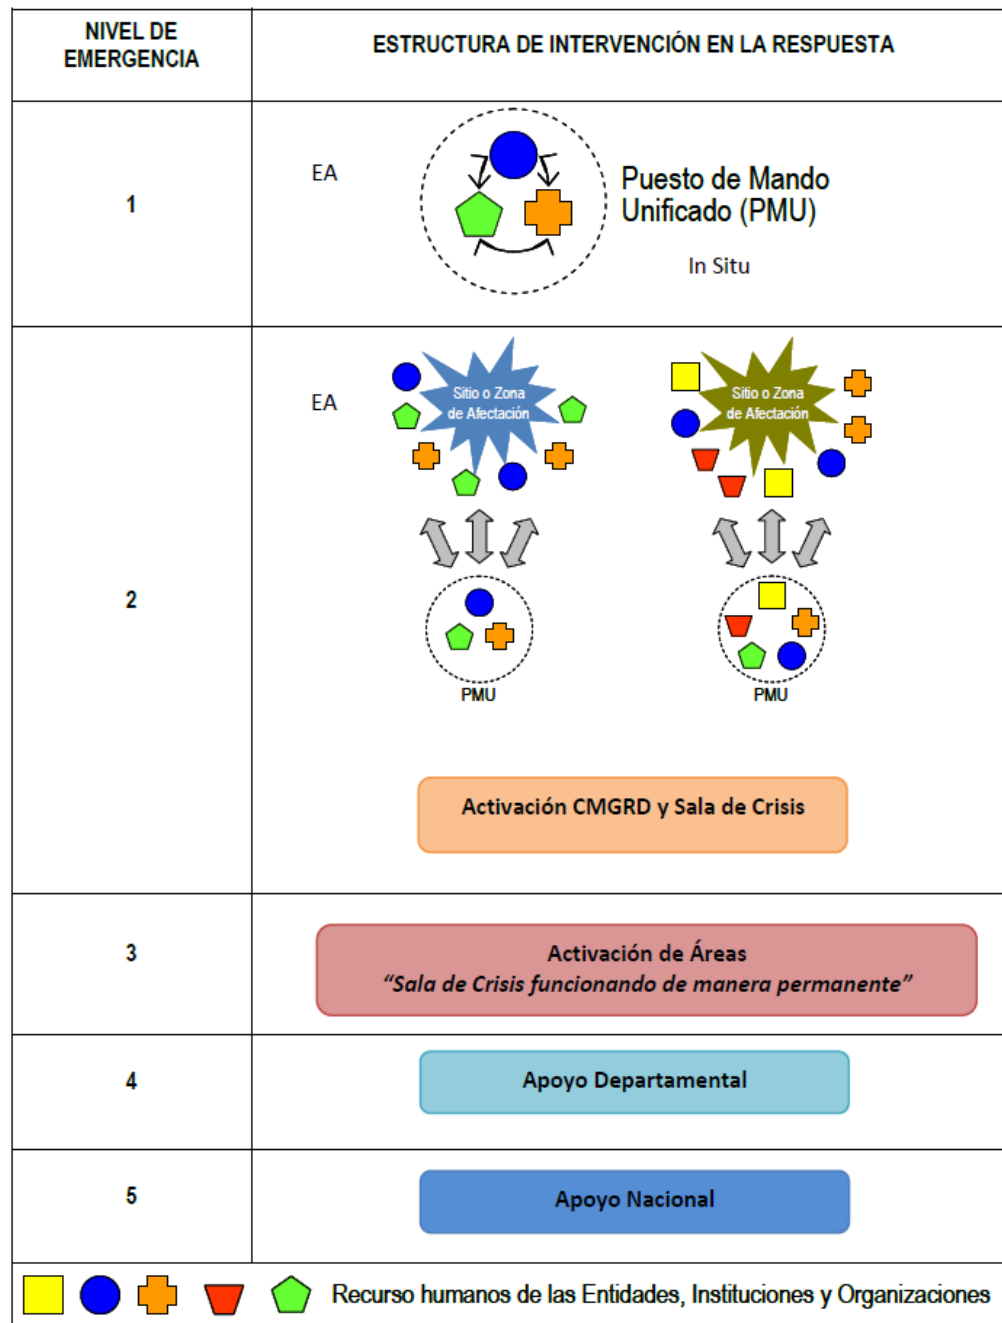 NIVEL DE
EMERGENCIA
ESTRUCTURA DE INTERVENCIÓN EN LA RESPUESTA
1
EA
Puesto de Mando
Unificado (PMU)
In Situ
2
EA
Sitio o Zona
de Afectación
Sitio o Zona
de Afectación
PMU
PMU
Activación CMGRD y Sala de Crisis
3
Activación de Áreas
“Sala de Crisis funcionando de manera permanente”
4
Apoyo Departamental
5
Apoyo Nacional
Recurso humanos de las Entidades, Instituciones y Organizaciones